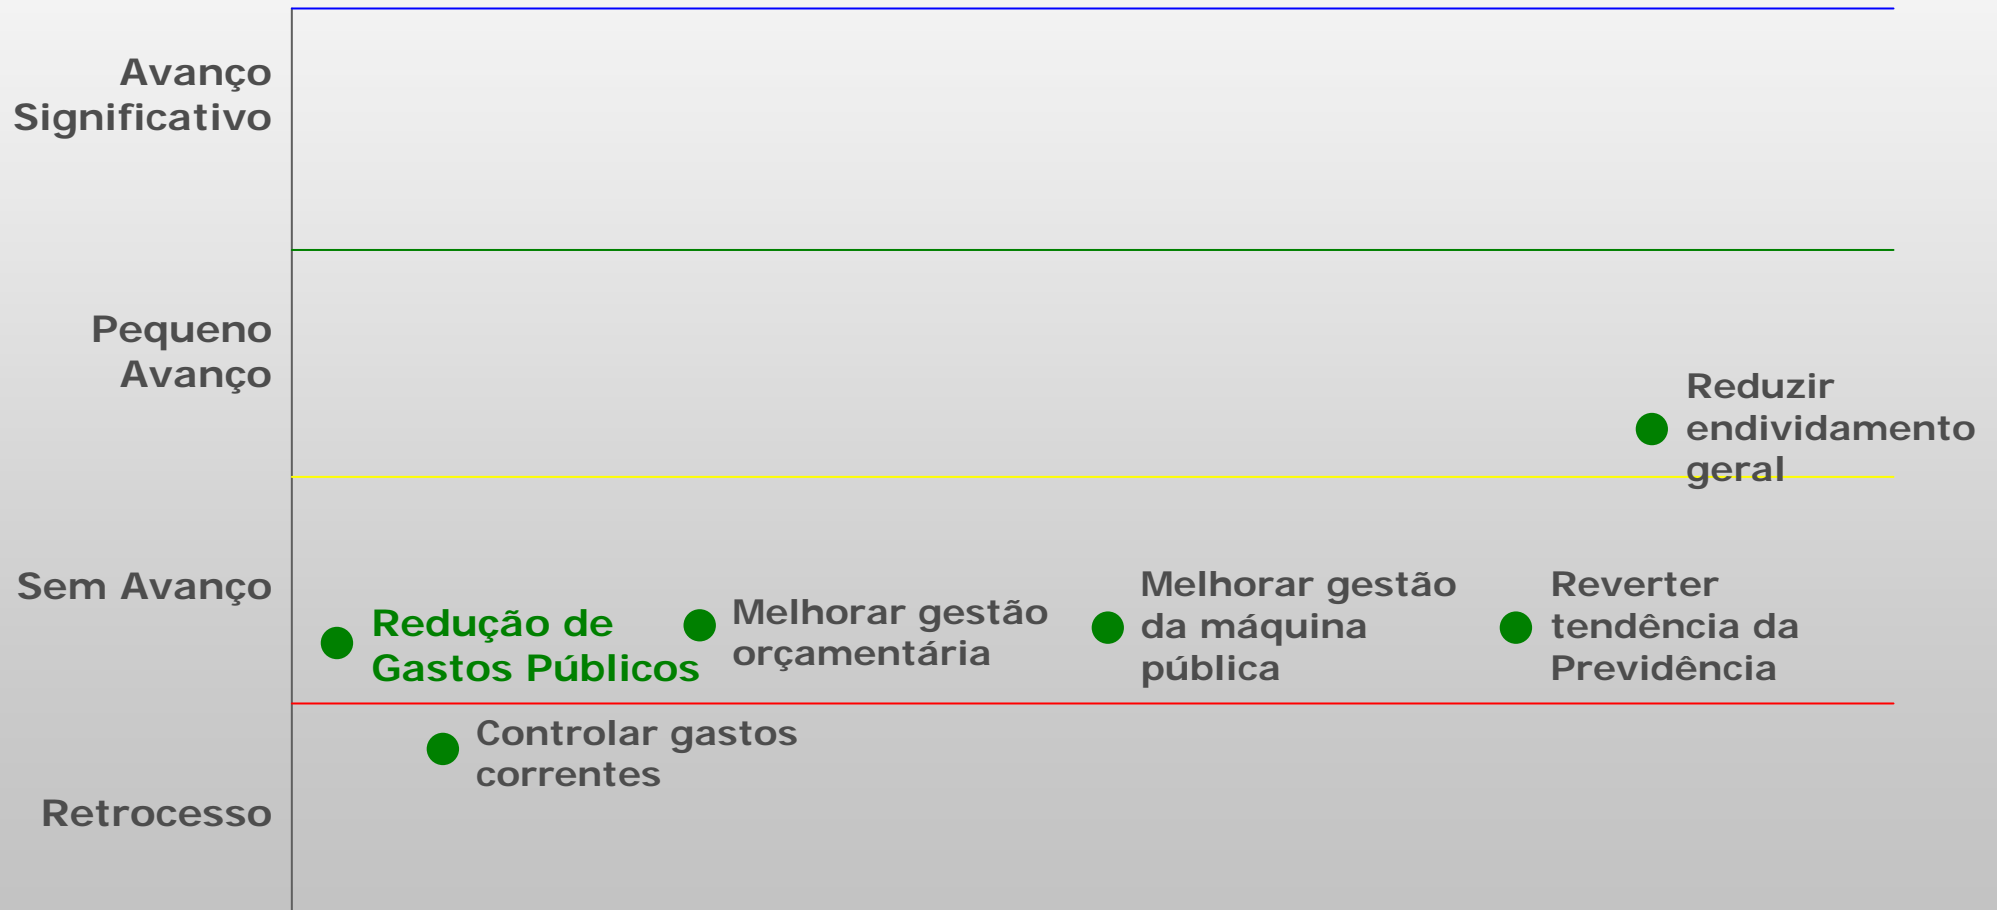 Avanço
Significativo
Pequeno
Avanço
Reduzir
endividamento
geral
Sem Avanço
Redução de
Gastos Públicos
Melhorar gestão
orçamentária
Melhorar gestão
da máquina
pública
Reverter
tendência da
Previdência
Controlar gastos
correntes
Retrocesso